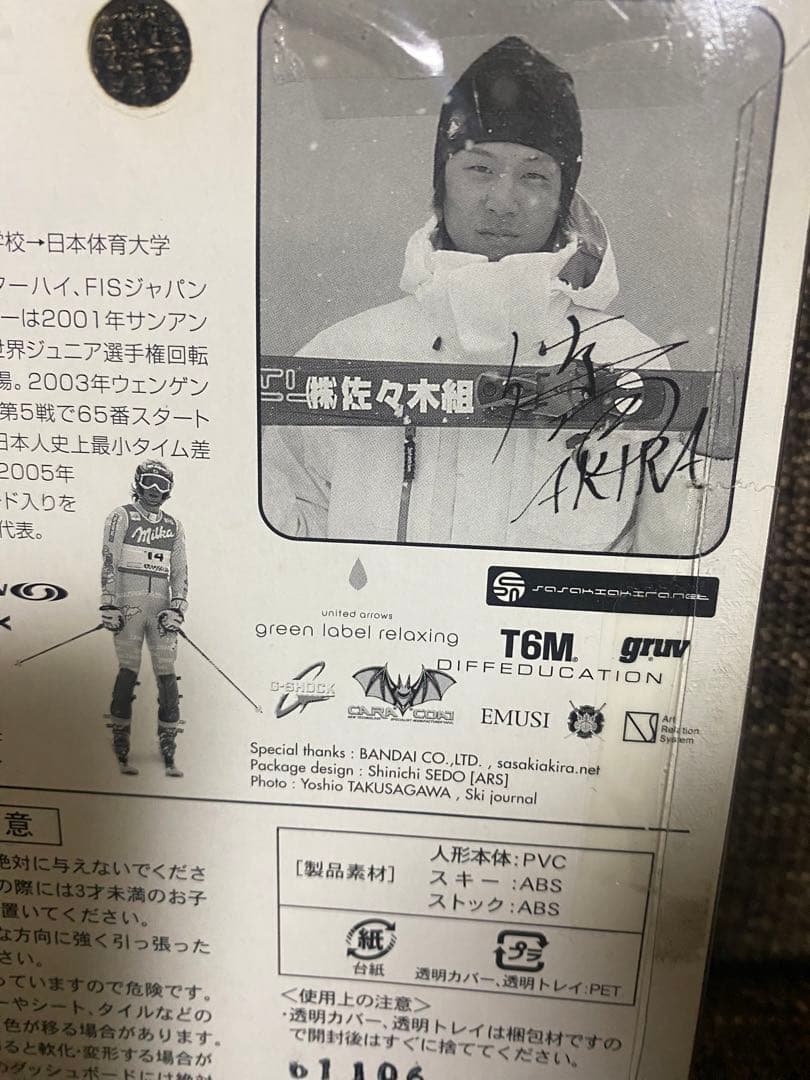 校→日本体育大学
ターハイ、FISジャパン
ーは2001年サンアン
世界ジュニア選手権回転
場。2003年ウェンゲン
第5戦で65番スタート
日本人史上最小タイム差
2005年
ド入りを
代表。
㈱佐々木組
AKIRA
Milka
14
sasakiakira.net
united arrows
green label relaxing
T6M
gruv
DIFFEDUCATION
G-SHOCK
CARA COKI
EMUSI
Art
Relation
System
Special thanks : BANDAI CO.,LTD. , sasakiakira.net
Package design : Shinichi SEDO [ARS]
Photo : Yoshio TAKUSAGAWA , Ski journal
意
絶対に与えないでくださ
の際には3才未満のお子
置いてください。
な方向に強く引っ張った
さい。
っていますので危険です。
ーやシート、タイルなどの
色が移る場合があります。
ると軟化・変形する場合が
のダッシュボードには絶対
[製品素材]
人形本体:PVC
スキー:ABS
ストック:ABS
紙
台紙
プラ
透明カバー、透明トレイ:PET
<使用上の注意>
・透明カバー、透明トレイは梱包材ですの
で開封後はすぐに捨ててください。